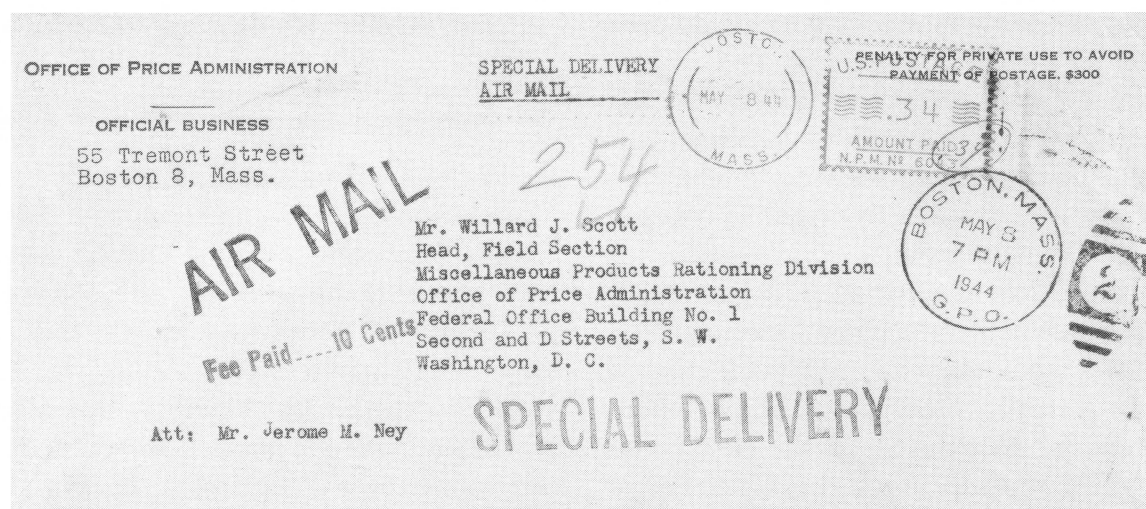 OFFICE OF PRICE ADMINISTRATION
OFFICIAL BUSINESS
55 Tremont Street
Boston 8, Mass.
SPECIAL DELIVERY
AIR MAIL
MAY -8 44
MASS.
PENALTY FOR PRIVATE USE TO AVOID
PAYMENT OF POSTAGE, $300
U.S. POSTAGE
.34
AMOUNT PAID
N.P.M. Nº
254
BOSTON, MASS.
MAY 8
7 PM
1944
G.P.O.
AIR MAIL
Fee Paid....10 Cents
Mr. Willard J. Scott
Head, Field Section
Miscellaneous Products Rationing Division
Office of Price Administration
Federal Office Building No. 1
Second and D Streets, S. W.
Washington, D. C.
Att: Mr. Jerome M. Ney
SPECIAL DELIVERY